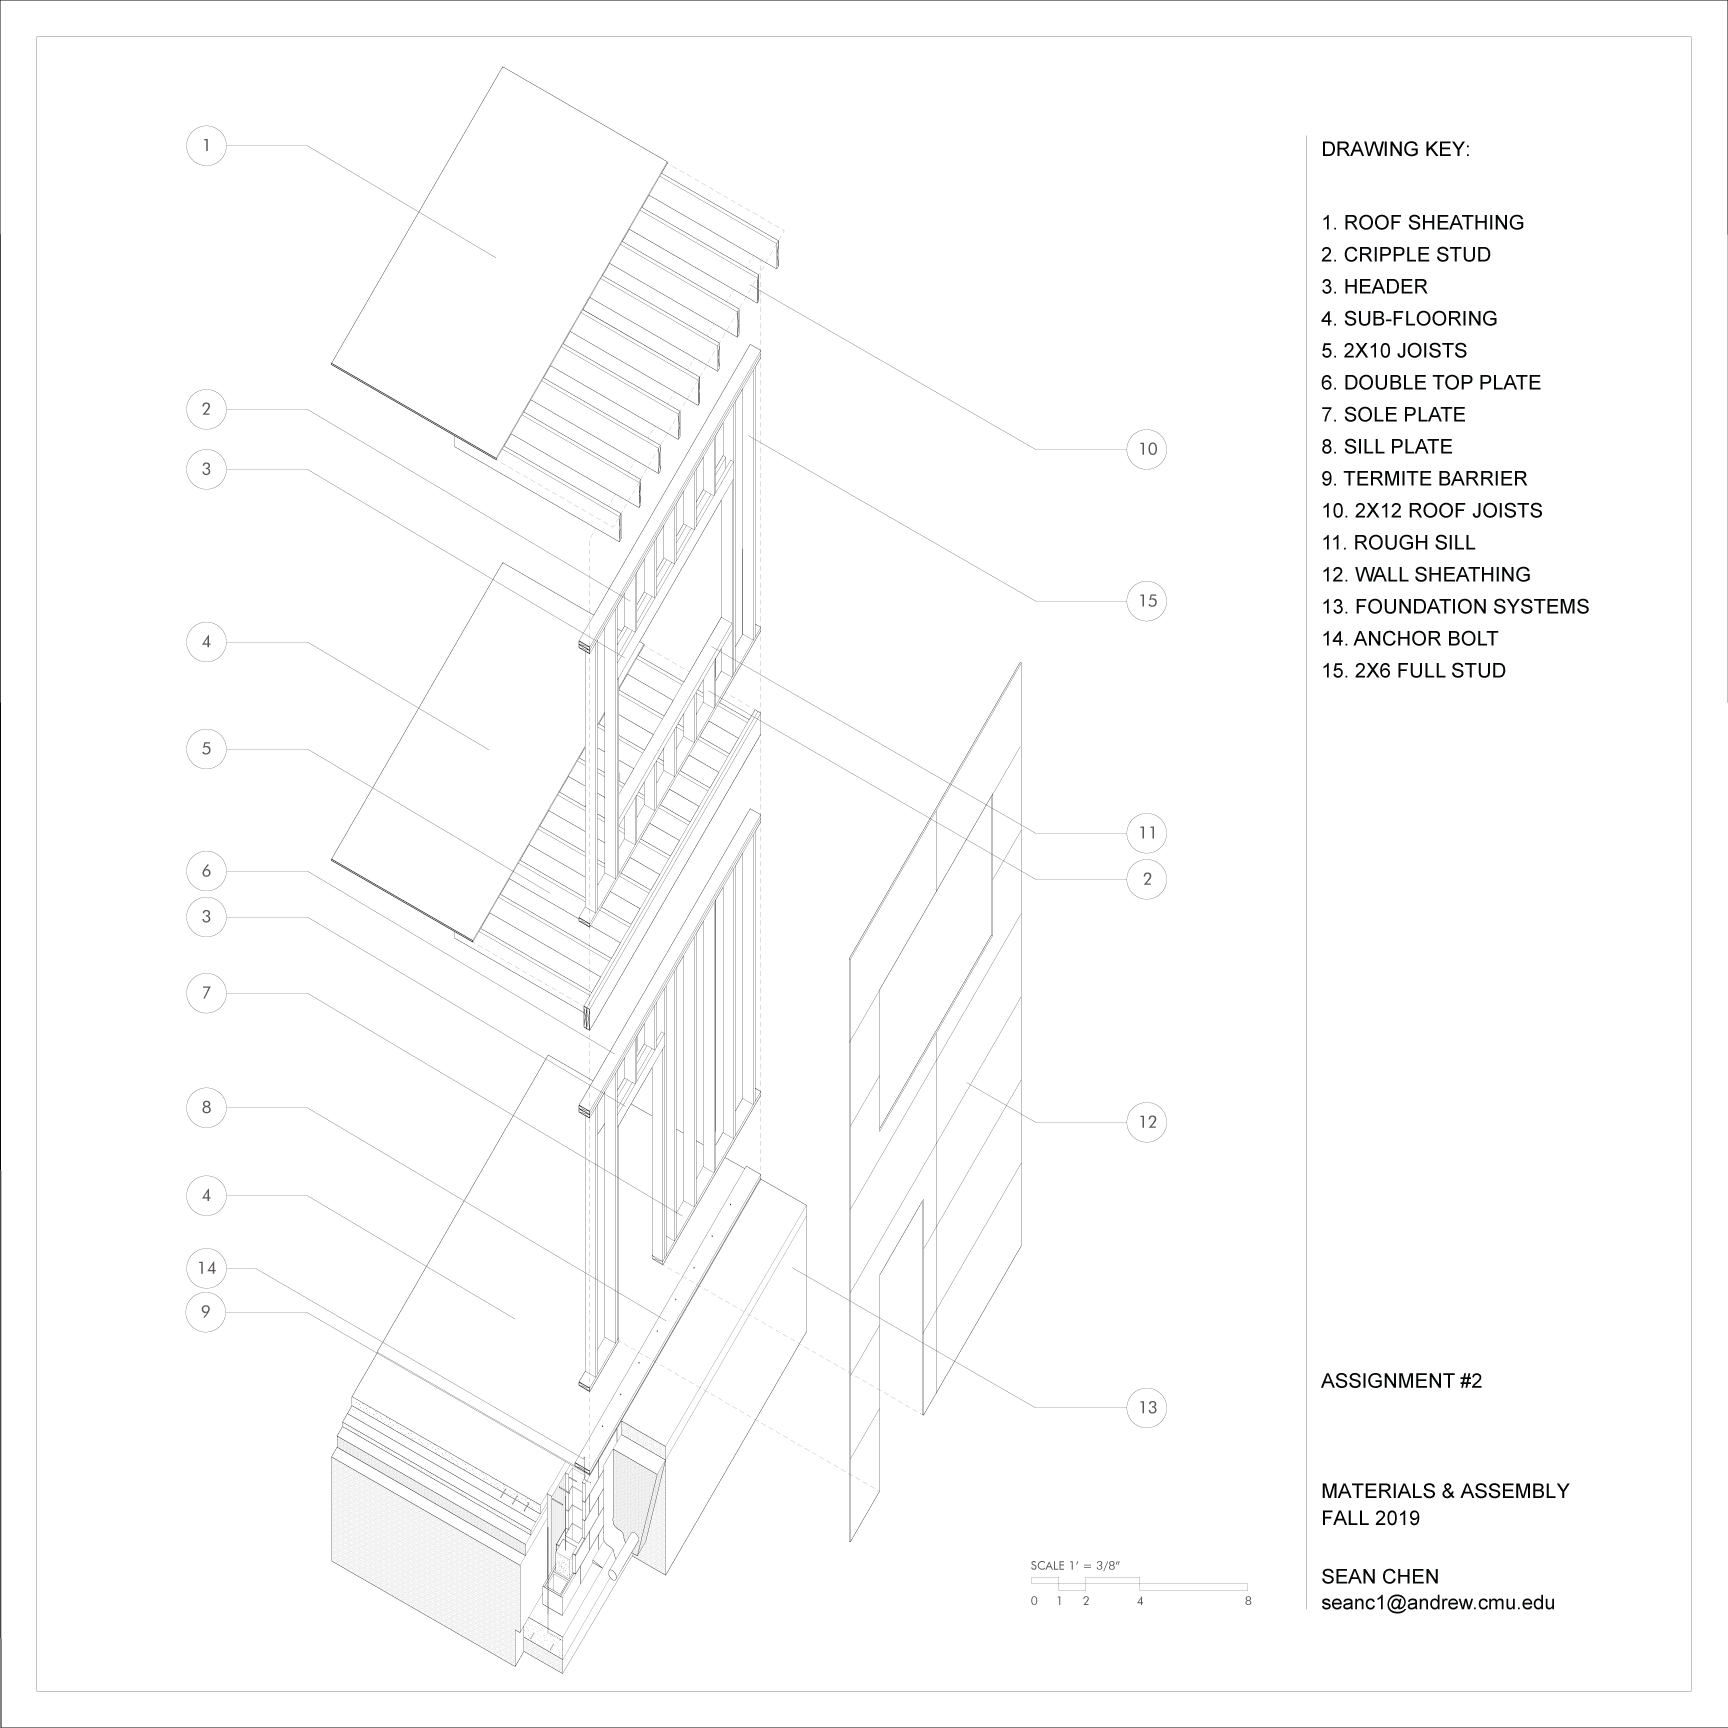 1
2
3
4
5
6
3
7
8
4
14
9
10
15
11
2
12
13
SCALE 1' = 3/8"
0 1 2 4 8
DRAWING KEY:
1. ROOF SHEATHING
2. CRIPPLE STUD
3. HEADER
4. SUB-FLOORING
5. 2X10 JOISTS
6. DOUBLE TOP PLATE
7. SOLE PLATE
8. SILL PLATE
9. TERMITE BARRIER
10. 2X12 ROOF JOISTS
11. ROUGH SILL
12. WALL SHEATHING
13. FOUNDATION SYSTEMS
14. ANCHOR BOLT
15. 2X6 FULL STUD
ASSIGNMENT #2
MATERIALS & ASSEMBLY
FALL 2019
SEAN CHEN
seanc1@andrew.cmu.edu